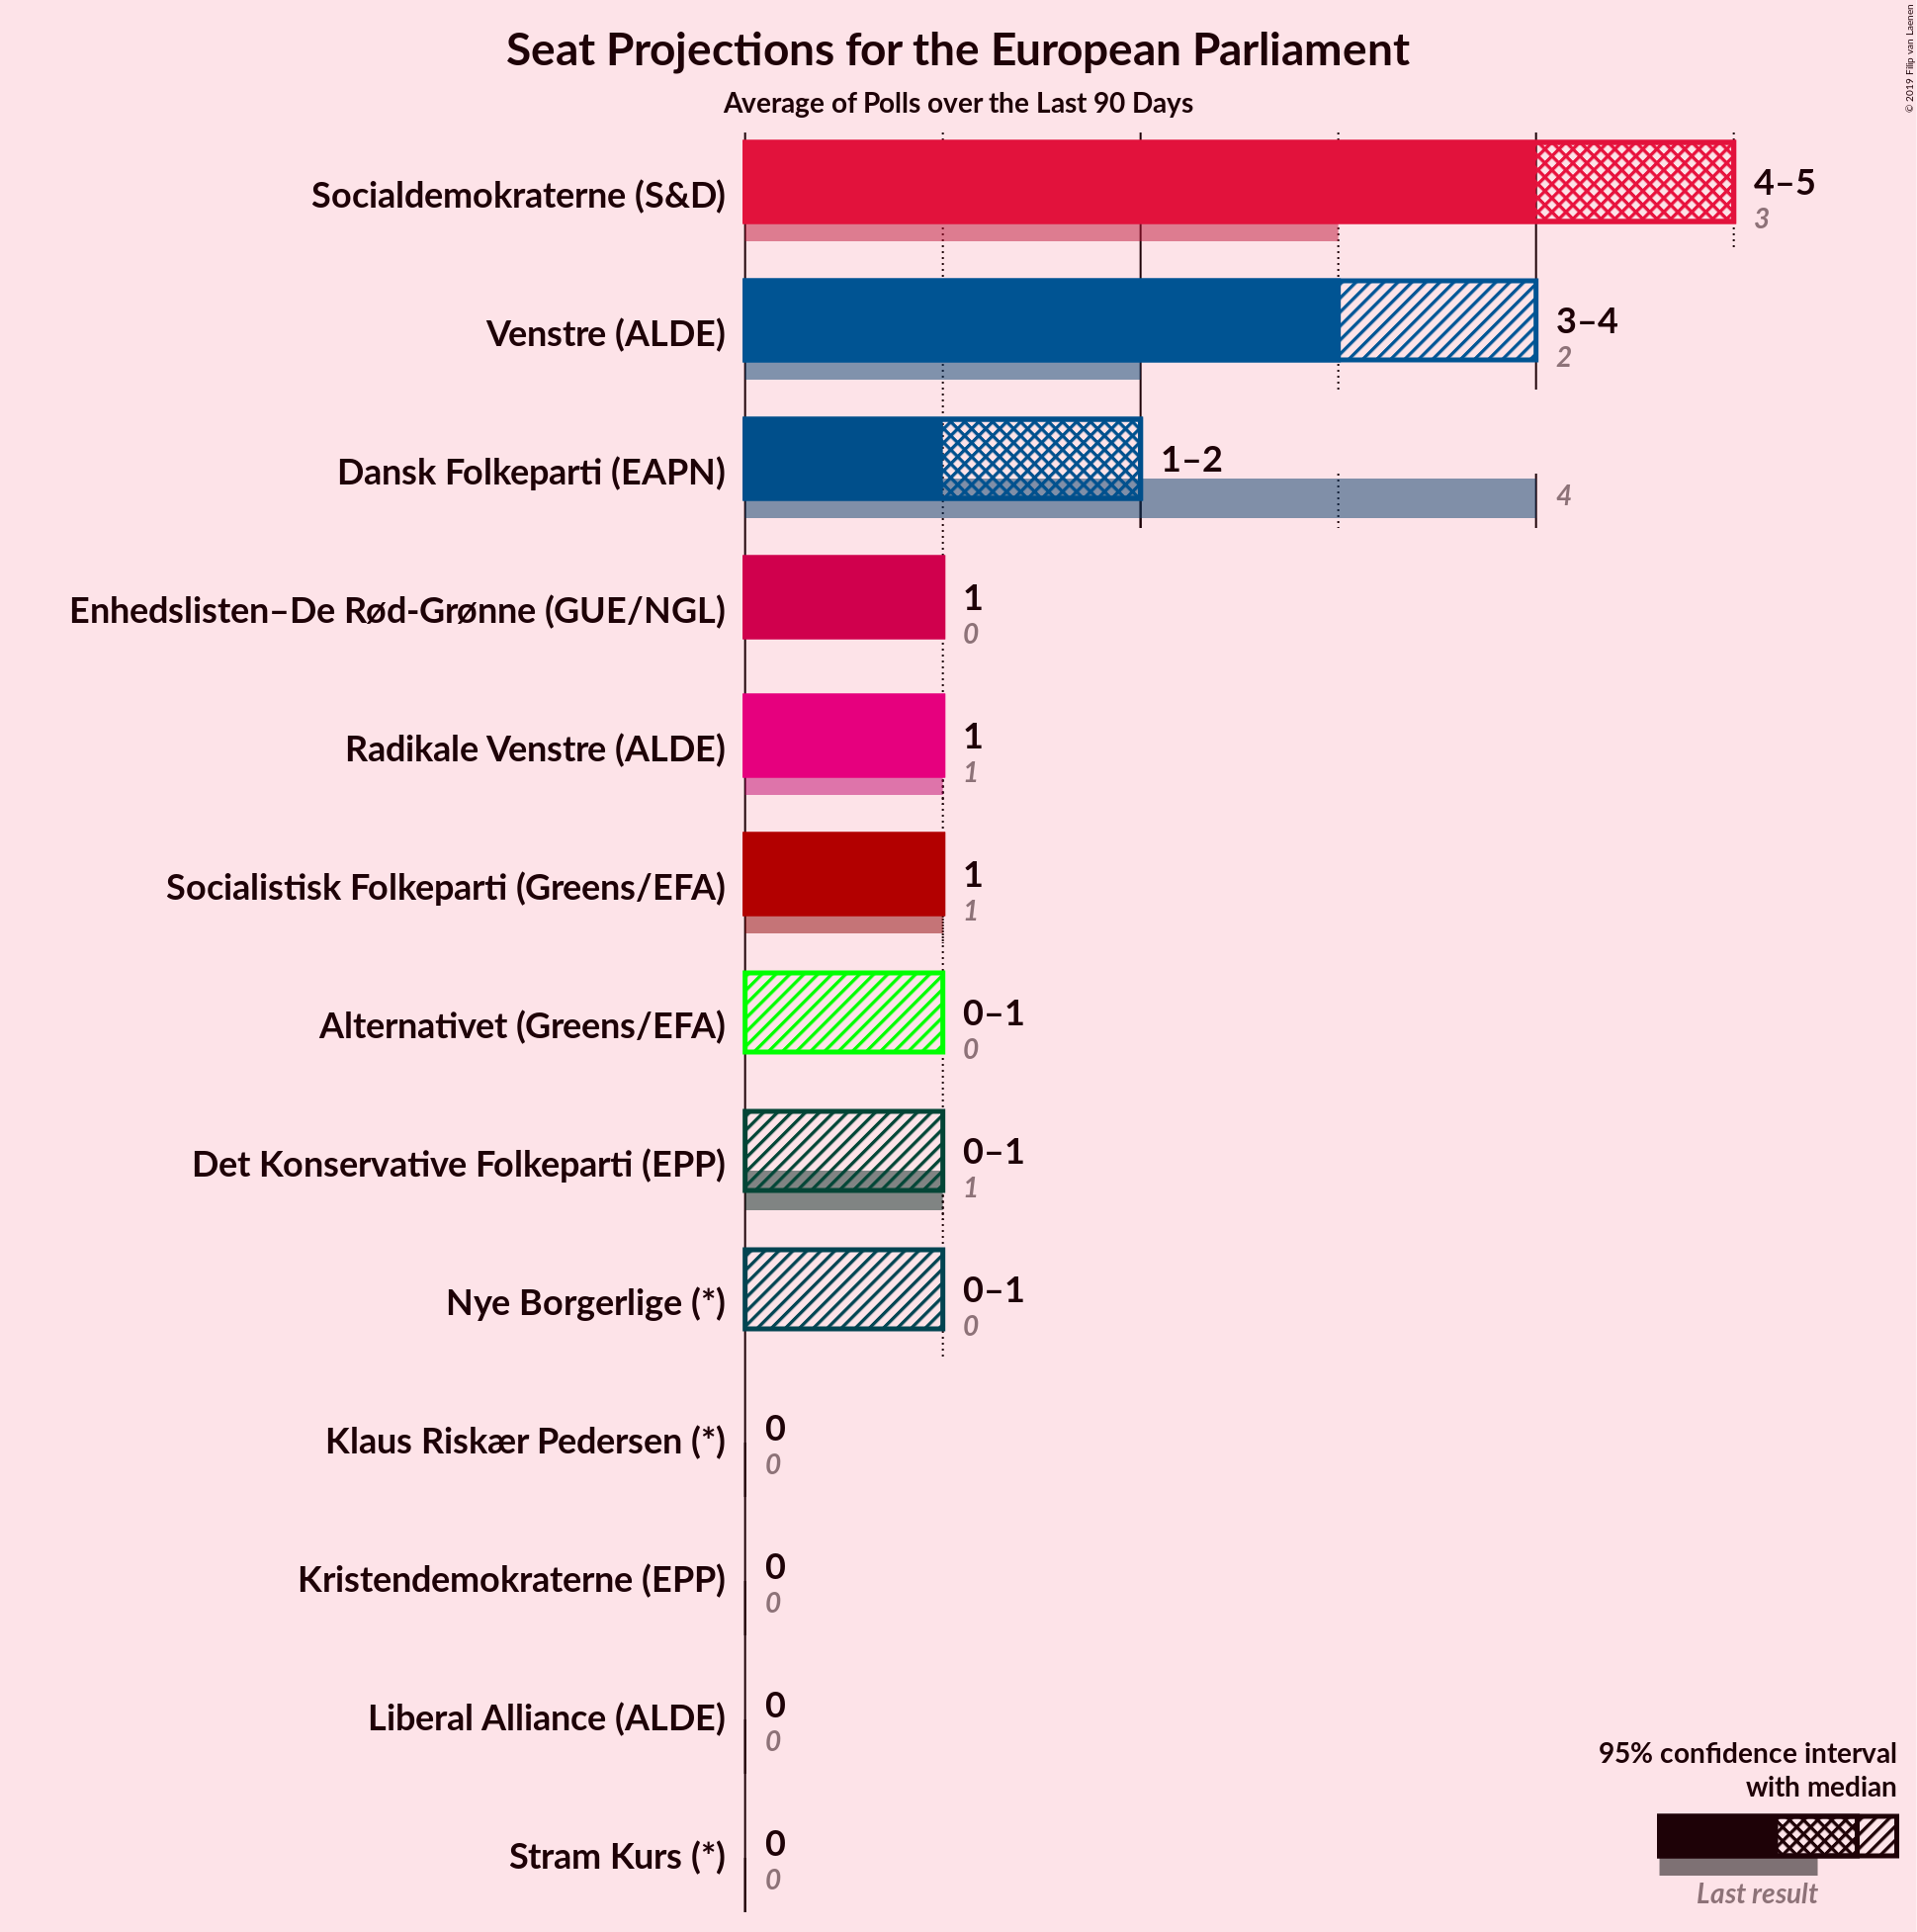 Seat Projections for the European Parliament
Average of Polls over the Last 90 Days
© 2019 Filip van Laenen
Socialdemokraterne (S&D)
4–5
3
Venstre (ALDE)
3–4
2
Dansk Folkeparti (EAPN)
1–2
4
Enhedslisten–De Rød-Grønne (GUE/NGL)
1
0
Radikale Venstre (ALDE)
1
1
Socialistisk Folkeparti (Greens/EFA)
1
1
Alternativet (Greens/EFA)
0–1
0
Det Konservative Folkeparti (EPP)
0–1
1
Nye Borgerlige (*)
0–1
0
Klaus Riskær Pedersen (*)
0
0
Kristendemokraterne (EPP)
0
0
Liberal Alliance (ALDE)
0
0
Stram Kurs (*)
0
0
95% confidence interval
with median
Last result